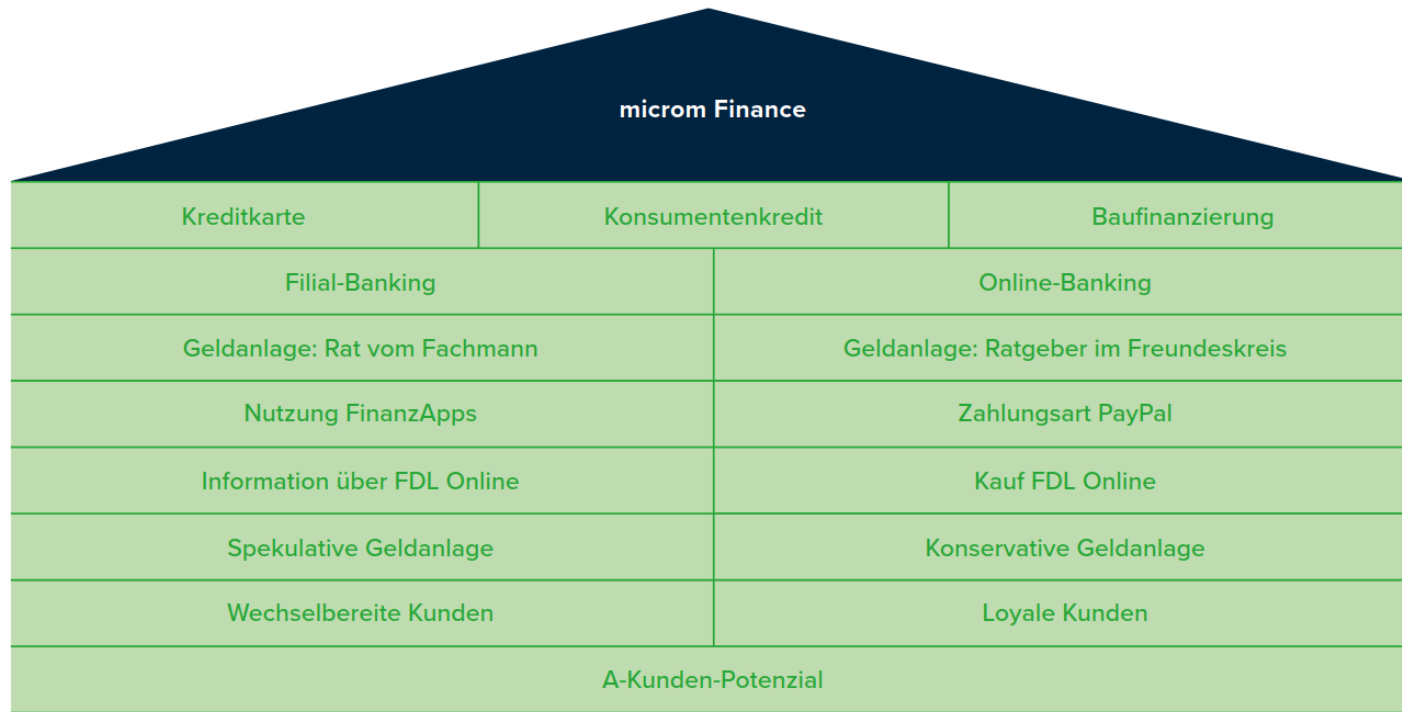 microm Finance
Kreditkarte
Konsumentenkredit
Baufinanzierung
Filial-Banking
Online-Banking
Geldanlage: Rat vom Fachmann
Geldanlage: Ratgeber im Freundeskreis
Nutzung FinanzApps
Zahlungsart PayPal
Information über FDL Online
Kauf FDL Online
Spekulative Geldanlage
Konservative Geldanlage
Wechselbereite Kunden
Loyale Kunden
A-Kunden-Potenzial